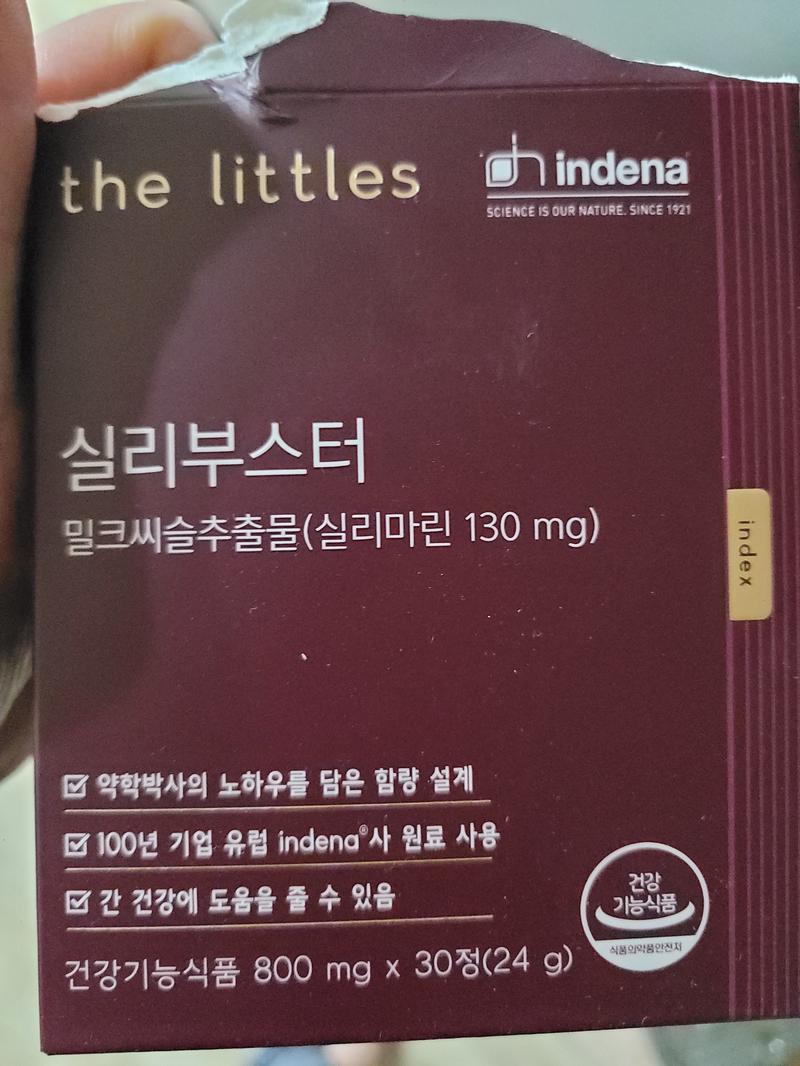 the littles
indena
SCIENCE IS OUR NATURE. SINCE 1921
실리부스터
밀크씨슬추출물(실리마린 130 mg)
index
☑ 약학박사의 노하우를 담은 함량 설계
☑ 100년 기업 유럽 indena®사 원료 사용
☑ 간 건강에 도움을 줄 수 있음
건강기능식품 800 mg x 30정(24 g)
건강
기능식품
식품의약품안전처